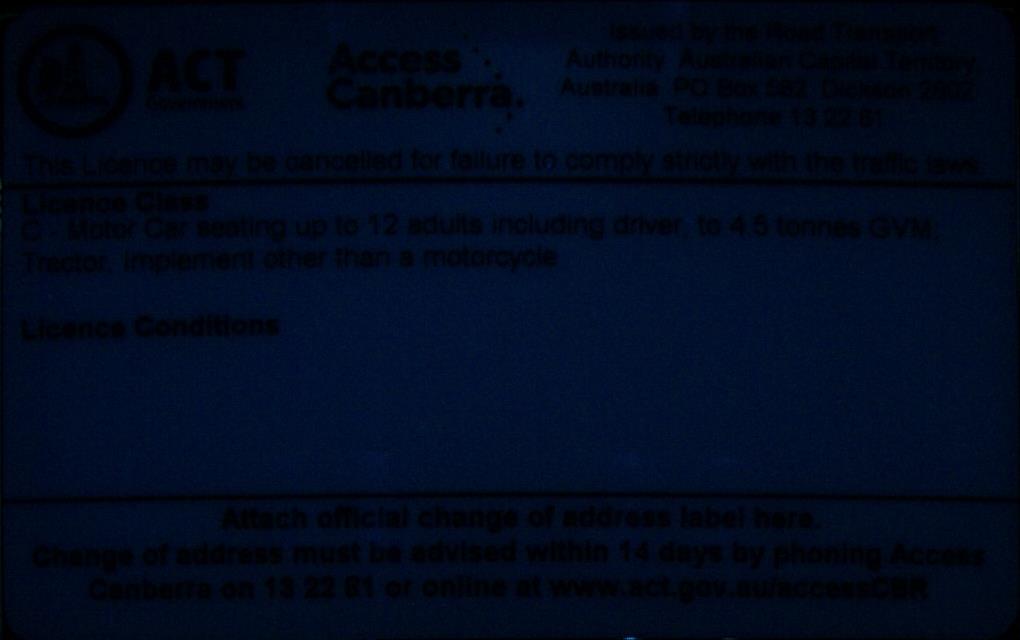 ACT
Government
Access
Canberra.
Issued by the Road Transport
Authority Australian Capital Territory
Australia PO Box 582 Dickson 2602
Telephone 13 22 81
This Licence may be cancelled for failure to comply strictly with the traffic laws.
Licence Class
C - Motor Car seating up to 12 adults including driver, to 4.5 tonnes GVM,
Tractor, Implement other than a motorcycle
Licence Conditions
Attach official change of address label here.
Change of address must be advised within 14 days by phoning Access
Canberra on 13 22 81 or online at www.act.gov.au/accessCBR